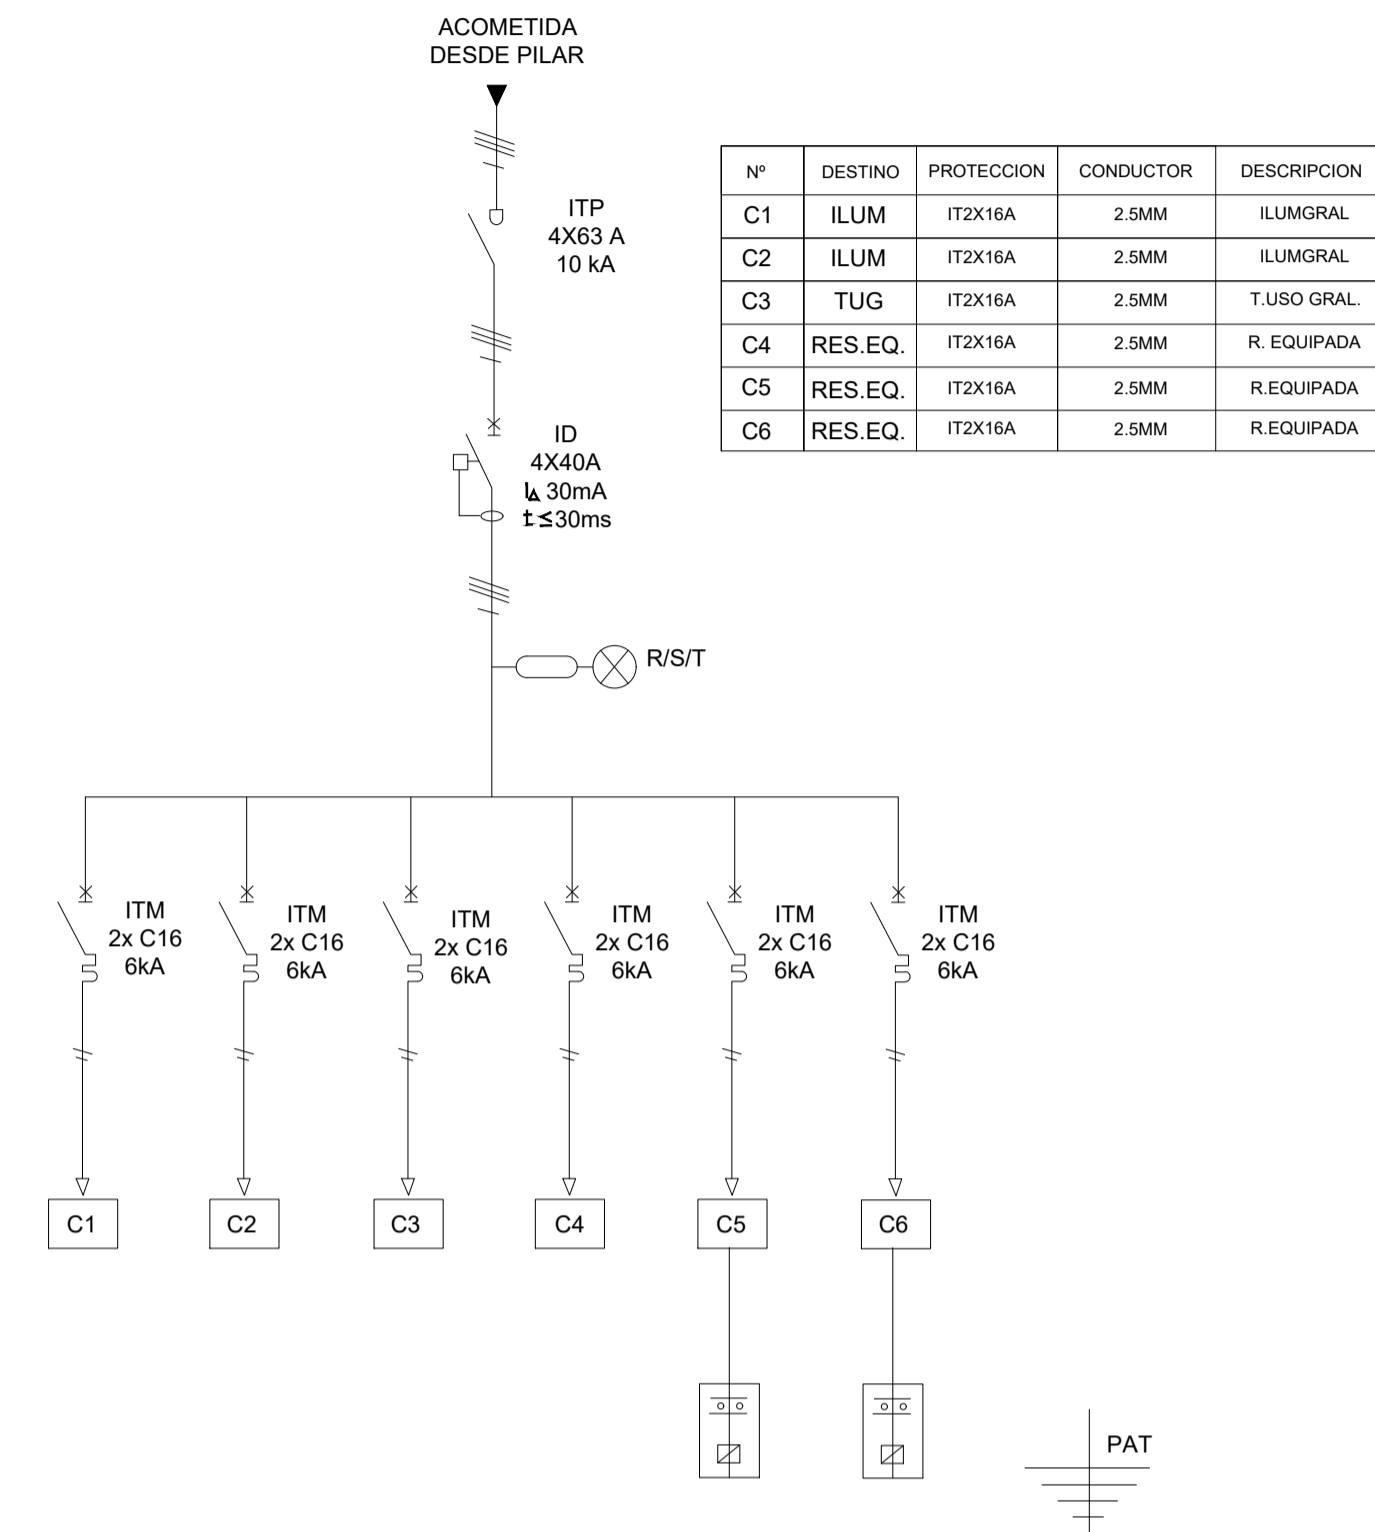 ACOMETIDA
DESDE PILAR
ITP
4X63 A
10 kA
Nº DESTINO PROTECCION CONDUCTOR DESCRIPCION
C1 ILUM IT2X16A 2.5MM ILUMGRAL
C2 ILUM IT2X16A 2.5MM ILUMGRAL
C3 TUG IT2X16A 2.5MM T.USO GRAL.
C4 RES.EQ. IT2X16A 2.5MM R. EQUIPADA
C5 RES.EQ. IT2X16A 2.5MM R.EQUIPADA
C6 RES.EQ. IT2X16A 2.5MM R.EQUIPADA
ID
4X40A
I∆ 30mA
t≤30ms
R/S/T
ITM
2x C16
6kA
ITM
2x C16
6kA
ITM
2x C16
6kA
ITM
2x C16
6kA
ITM
2x C16
6kA
ITM
2x C16
6kA
C1 C2 C3 C4 C5 C6
PAT